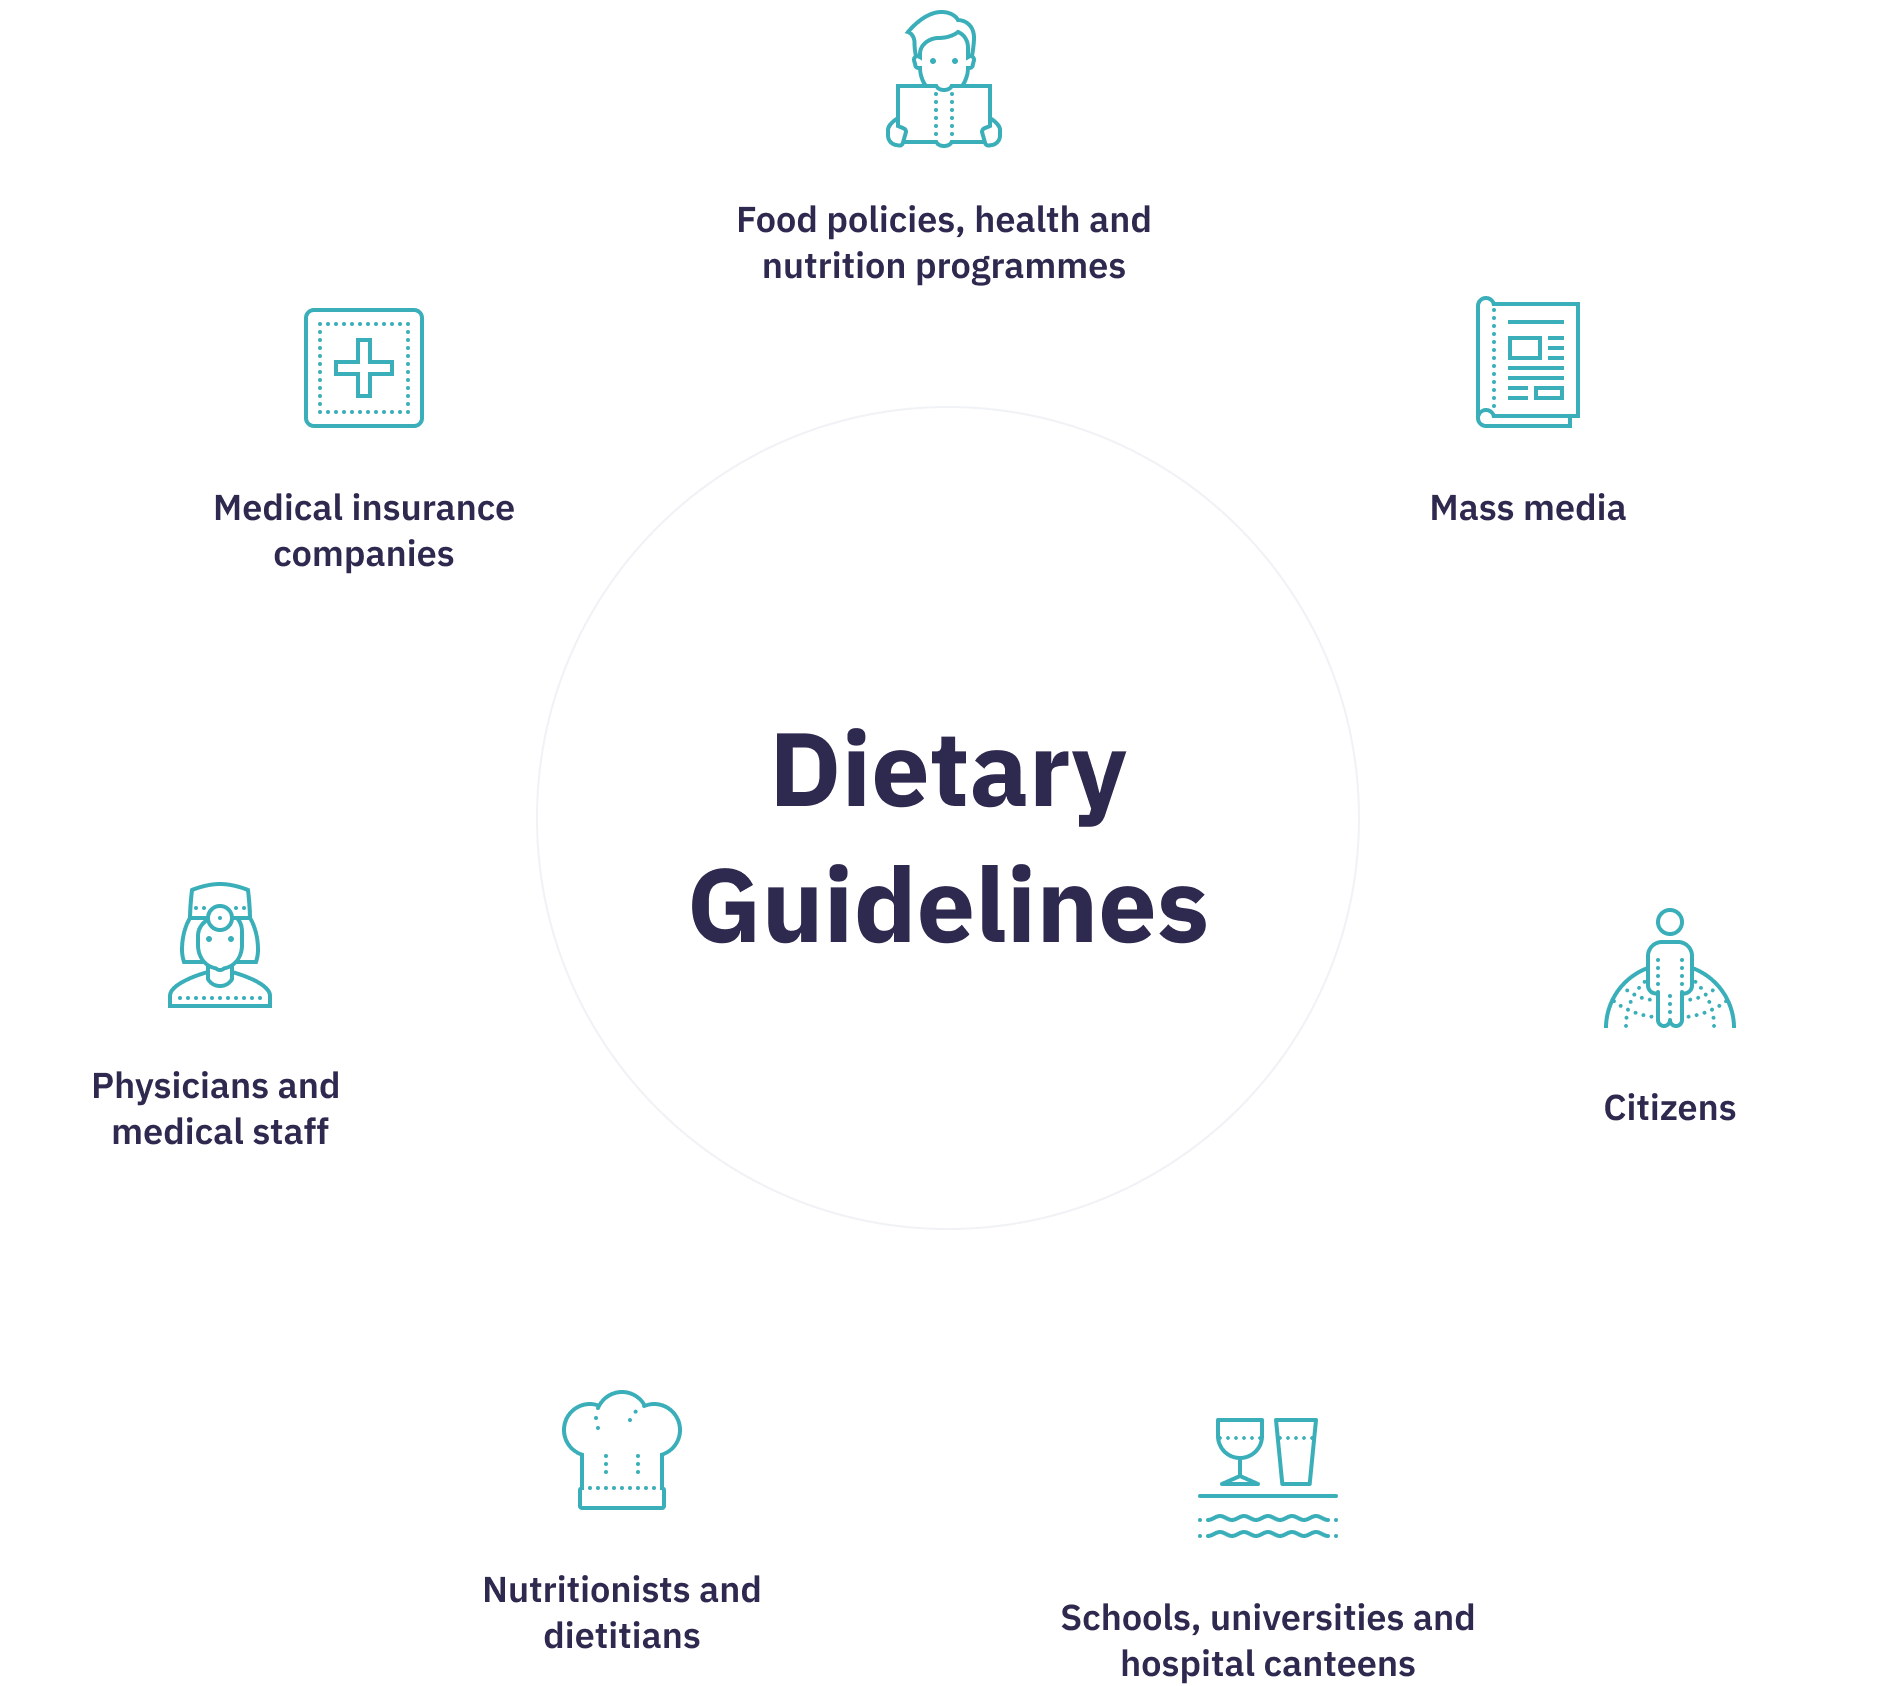 Food policies, health and
nutrition programmes
Medical insurance
companies
Mass media
Dietary
Guidelines
Physicians and
medical staff
Citizens
Nutritionists and
dietitians
Schools, universities and
hospital canteens